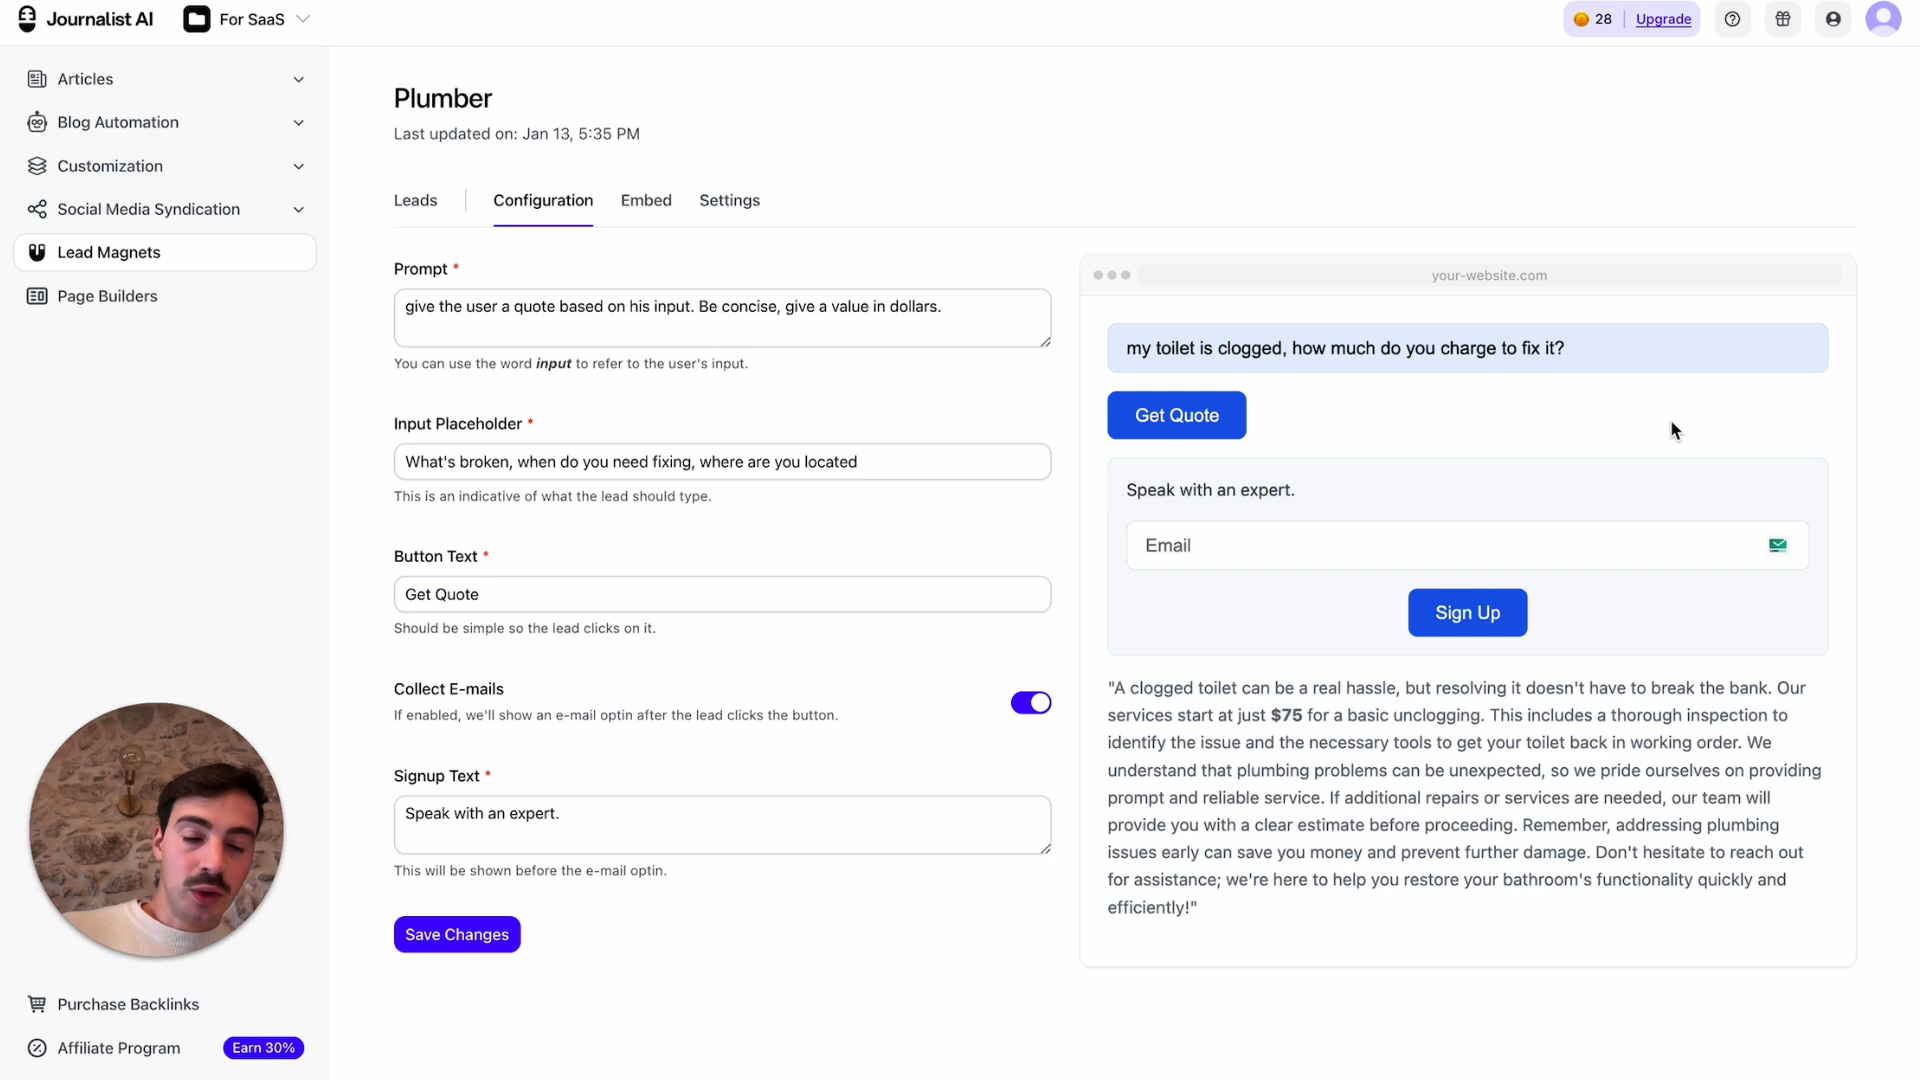 Journalist AI
For SaaS
28
Upgrade
Articles
Blog Automation
Customization
Social Media Syndication
Lead Magnets
Page Builders
Purchase Backlinks
Affiliate Program
Earn 30%
Plumber
Last updated on: Jan 13, 5:35 PM
Leads
Configuration
Embed
Settings
Prompt *
give the user a quote based on his input. Be concise, give a value in dollars.
You can use the word input to refer to the user's input.
Input Placeholder *
What's broken, when do you need fixing, where are you located
This is an indicative of what the lead should type.
Button Text *
Get Quote
Should be simple so the lead clicks on it.
Collect E-mails
If enabled, we'll show an e-mail optin after the lead clicks the button.
Signup Text *
Speak with an expert.
This will be shown before the e-mail optin.
Save Changes
your-website.com
my toilet is clogged, how much do you charge to fix it?
Get Quote
Speak with an expert.
Email
Sign Up
"A clogged toilet can be a real hassle, but resolving it doesn't have to break the bank. Our
services start at just $75 for a basic unclogging. This includes a thorough inspection to
identify the issue and the necessary tools to get your toilet back in working order. We
understand that plumbing problems can be unexpected, so we pride ourselves on providing
prompt and reliable service. If additional repairs or services are needed, our team will
provide you with a clear estimate before proceeding. Remember, addressing plumbing
issues early can save you money and prevent further damage. Don't hesitate to reach out
for assistance; we're here to help you restore your bathroom's functionality quickly and
efficiently!"